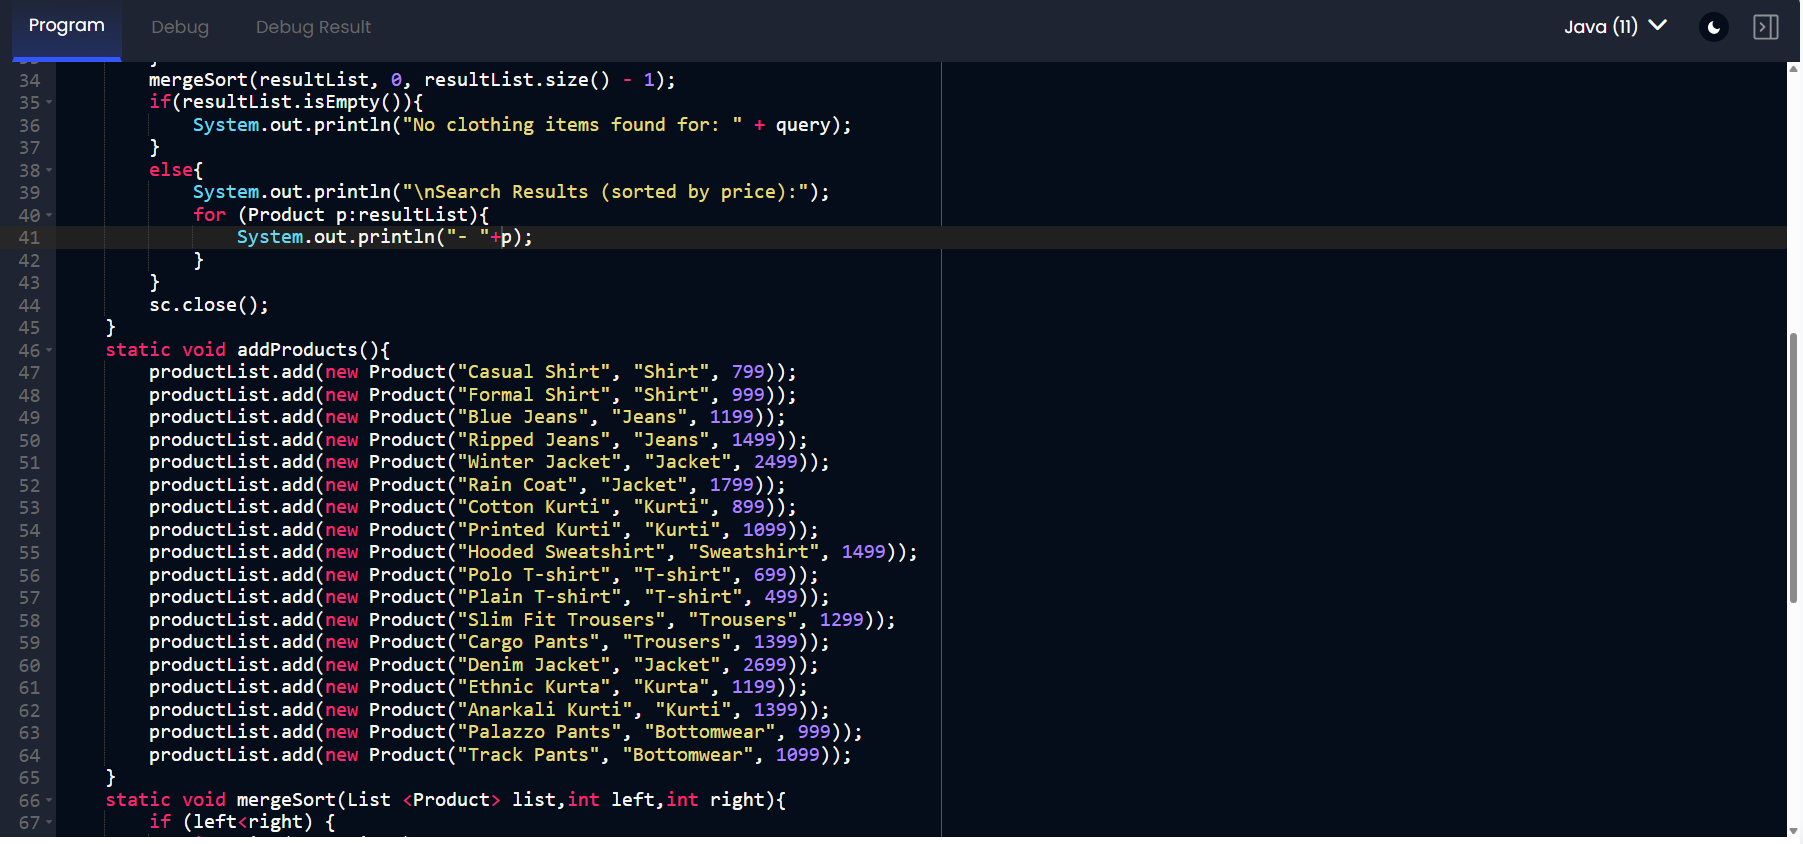 Program Debug Debug Result Java (11)
34 mergeSort(resultList, 0, resultList.size() - 1);
35 if(resultList.isEmpty()){
36 System.out.println("No clothing items found for: " + query);
37 }
38 else{
39 System.out.println("\nSearch Results (sorted by price):");
40 for (Product p:resultList){
41 System.out.println("- "+p);
42 }
43 }
44 sc.close();
45 }
46 static void addProducts(){
47 productList.add(new Product("Casual Shirt", "Shirt", 799));
48 productList.add(new Product("Formal Shirt", "Shirt", 999));
49 productList.add(new Product("Blue Jeans", "Jeans", 1199));
50 productList.add(new Product("Ripped Jeans", "Jeans", 1499));
51 productList.add(new Product("Winter Jacket", "Jacket", 2499));
52 productList.add(new Product("Rain Coat", "Jacket", 1799));
53 productList.add(new Product("Cotton Kurti", "Kurti", 899));
54 productList.add(new Product("Printed Kurti", "Kurti", 1099));
55 productList.add(new Product("Hooded Sweatshirt", "Sweatshirt", 1499));
56 productList.add(new Product("Polo T-shirt", "T-shirt", 699));
57 productList.add(new Product("Plain T-shirt", "T-shirt", 499));
58 productList.add(new Product("Slim Fit Trousers", "Trousers", 1299));
59 productList.add(new Product("Cargo Pants", "Trousers", 1399));
60 productList.add(new Product("Denim Jacket", "Jacket", 2699));
61 productList.add(new Product("Ethnic Kurta", "Kurta", 1199));
62 productList.add(new Product("Anarkali Kurti", "Kurti", 1399));
63 productList.add(new Product("Palazzo Pants", "Bottomwear", 999));
64 productList.add(new Product("Track Pants", "Bottomwear", 1099));
65 }
66 static void mergeSort(List <Product> list,int left,int right){
67 if (left<right) {